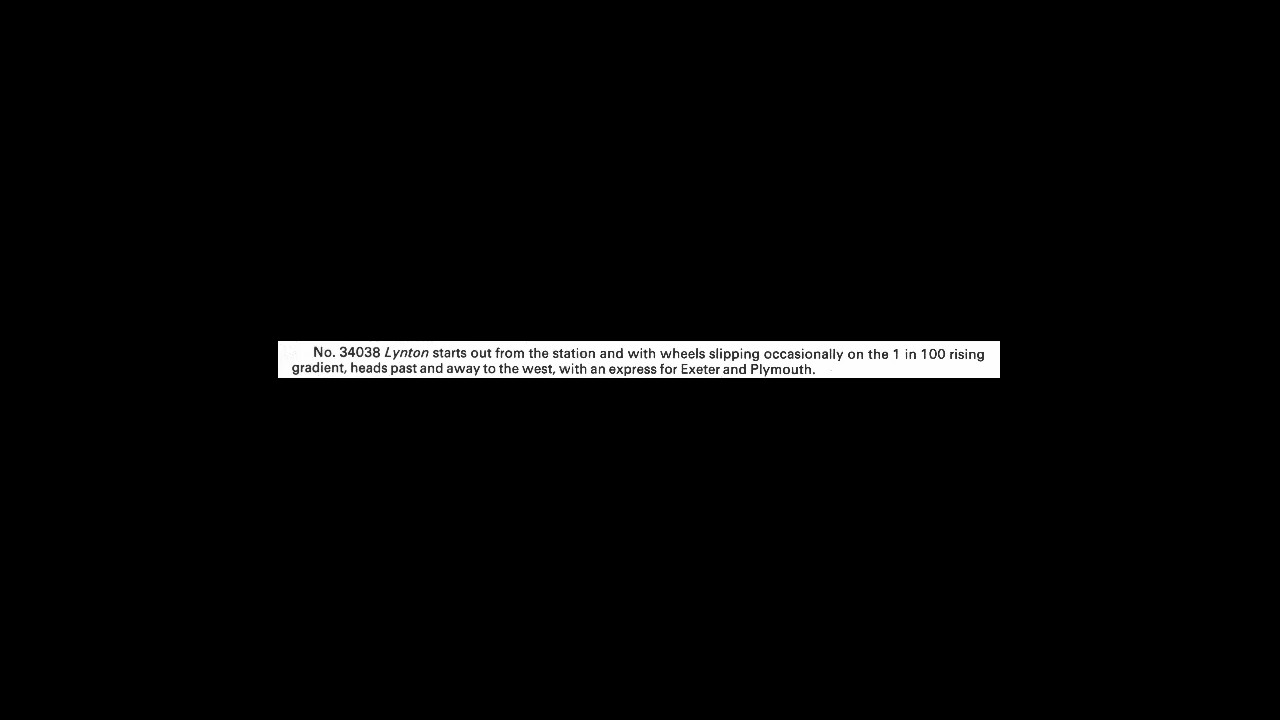 No. 34038 Lynton starts out from the station and with wheels slipping occasionally on the 1 in 100 rising
gradient, heads past and away to the west, with an express for Exeter and Plymouth.